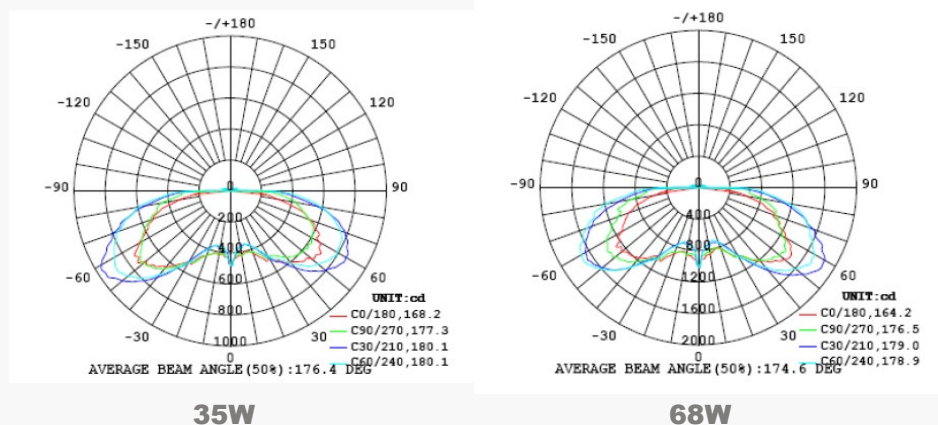 -/+180
-150
150
-120
120
-90
90
0
200
400
-60
60
600
UNIT:cd
800
C0/180,168.2
-30
30
C90/270,177.3
1000
C30/210,180.1
0
C60/240,180.1
AVERAGE BEAM ANGLE(50%):176.4 DEG
35W
-/+180
-150
150
-120
120
-90
90
0
400
800
-60
60
1200
UNIT:cd
1600
C0/180,164.2
-30
30
C90/270,176.5
2000
C30/210,179.0
0
C60/240,178.9
AVERAGE BEAM ANGLE(50%):174.6 DEG
68W